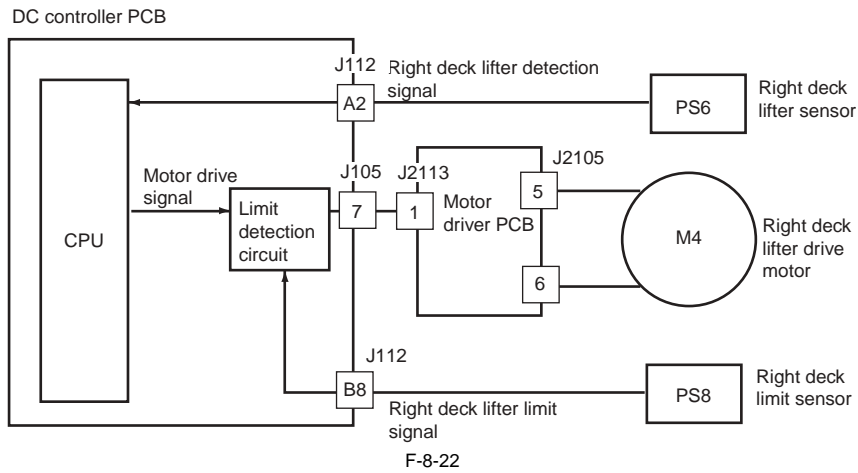 DC controller PCB
J112
Right deck lifter detection
signal
A2
PS6
Right deck
lifter sensor
CPU
Motor drive
signal
Limit
detection
circuit
J105
7
J2113
1
Motor
driver PCB
J2105
5
6
M4
Right deck
lifter drive
motor
J112
B8
Right deck lifter limit
signal
PS8
Right deck
limit sensor
F-8-22